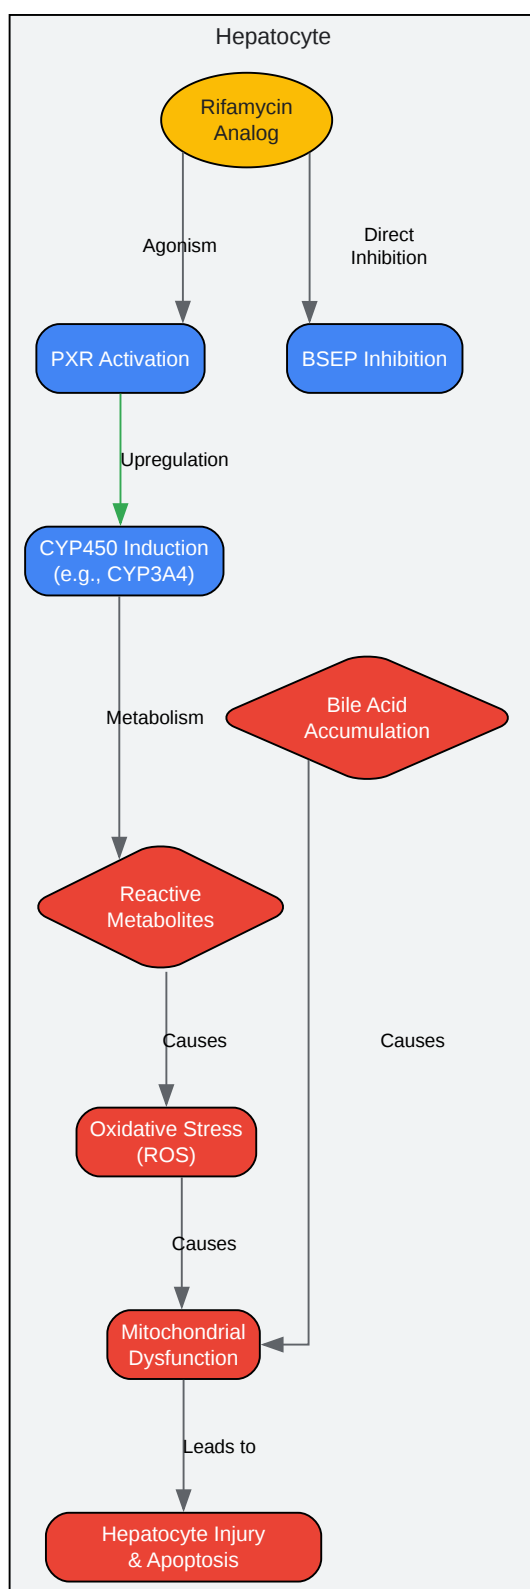 Hepatocyte
Rifamycin
Analog
Agonism
Direct
Inhibition
PXR Activation
BSEP Inhibition
Upregulation
CYP450 Induction
(e.g., CYP3A4)
Metabolism
Bile Acid
Accumulation
Reactive
Metabolites
Causes
Causes
Oxidative Stress
(ROS)
Causes
Mitochondrial
Dysfunction
Leads to
Hepatocyte Injury
& Apoptosis